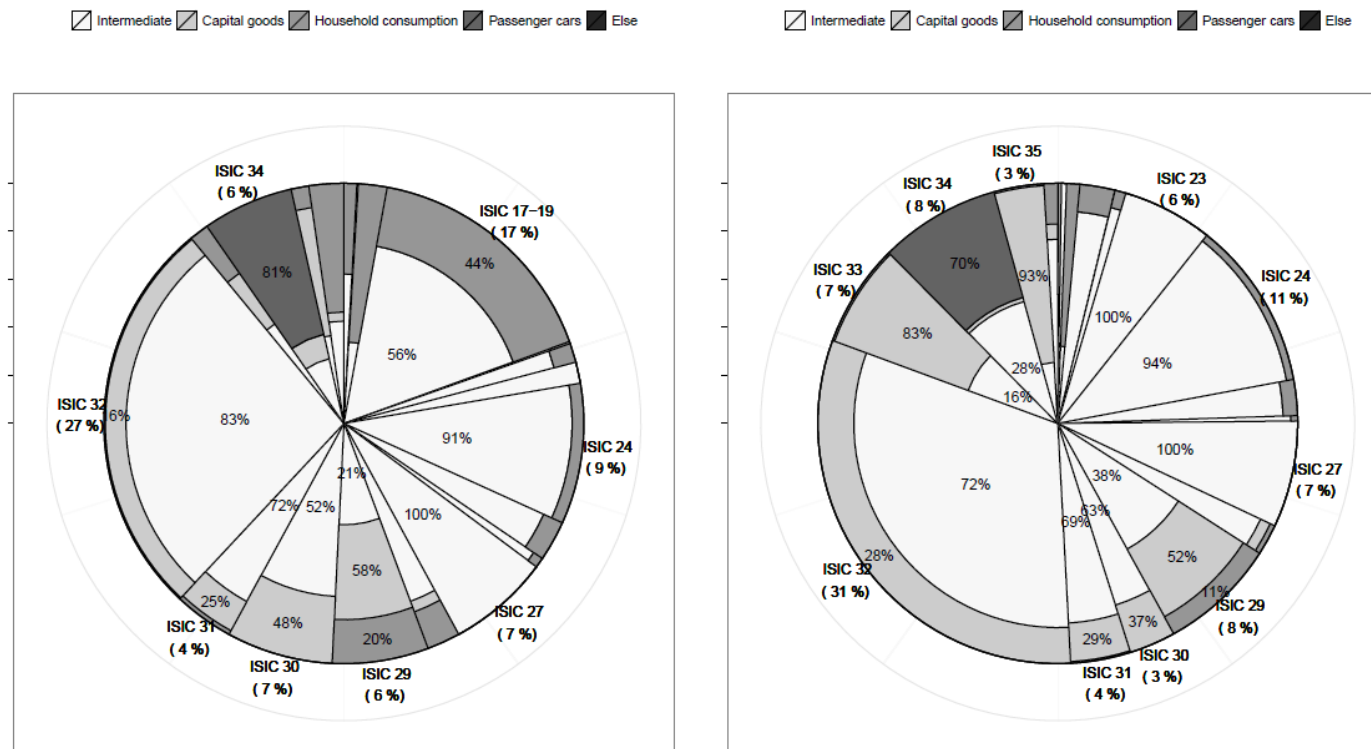 Intermediate Capital goods Household consumption Passenger cars Else
ISIC 34
( 6 %)
ISIC 17−19
( 17 %)
44%
81%
56%
ISIC 32
( 27 %)
6%
83%
91%
ISIC 24
( 9 %)
21%
72%
52%
100%
58%
25%
48%
20%
ISIC 27
( 7 %)
ISIC 31
( 4 %)
ISIC 30
( 7 %)
ISIC 29
( 6 %)
Intermediate Capital goods Household consumption Passenger cars Else
ISIC 35
( 3 %)
ISIC 34
( 8 %)
ISIC 23
( 6 %)
ISIC 33
( 7 %)
70%
93%
ISIC 24
( 11 %)
83%
100%
94%
28%
16%
100%
ISIC 27
( 7 %)
72%
38%
63%
69%
28%
52%
ISIC 32
( 31 %)
11%
ISIC 29
( 8 %)
37%
29%
ISIC 30
( 3 %)
ISIC 31
( 4 %)